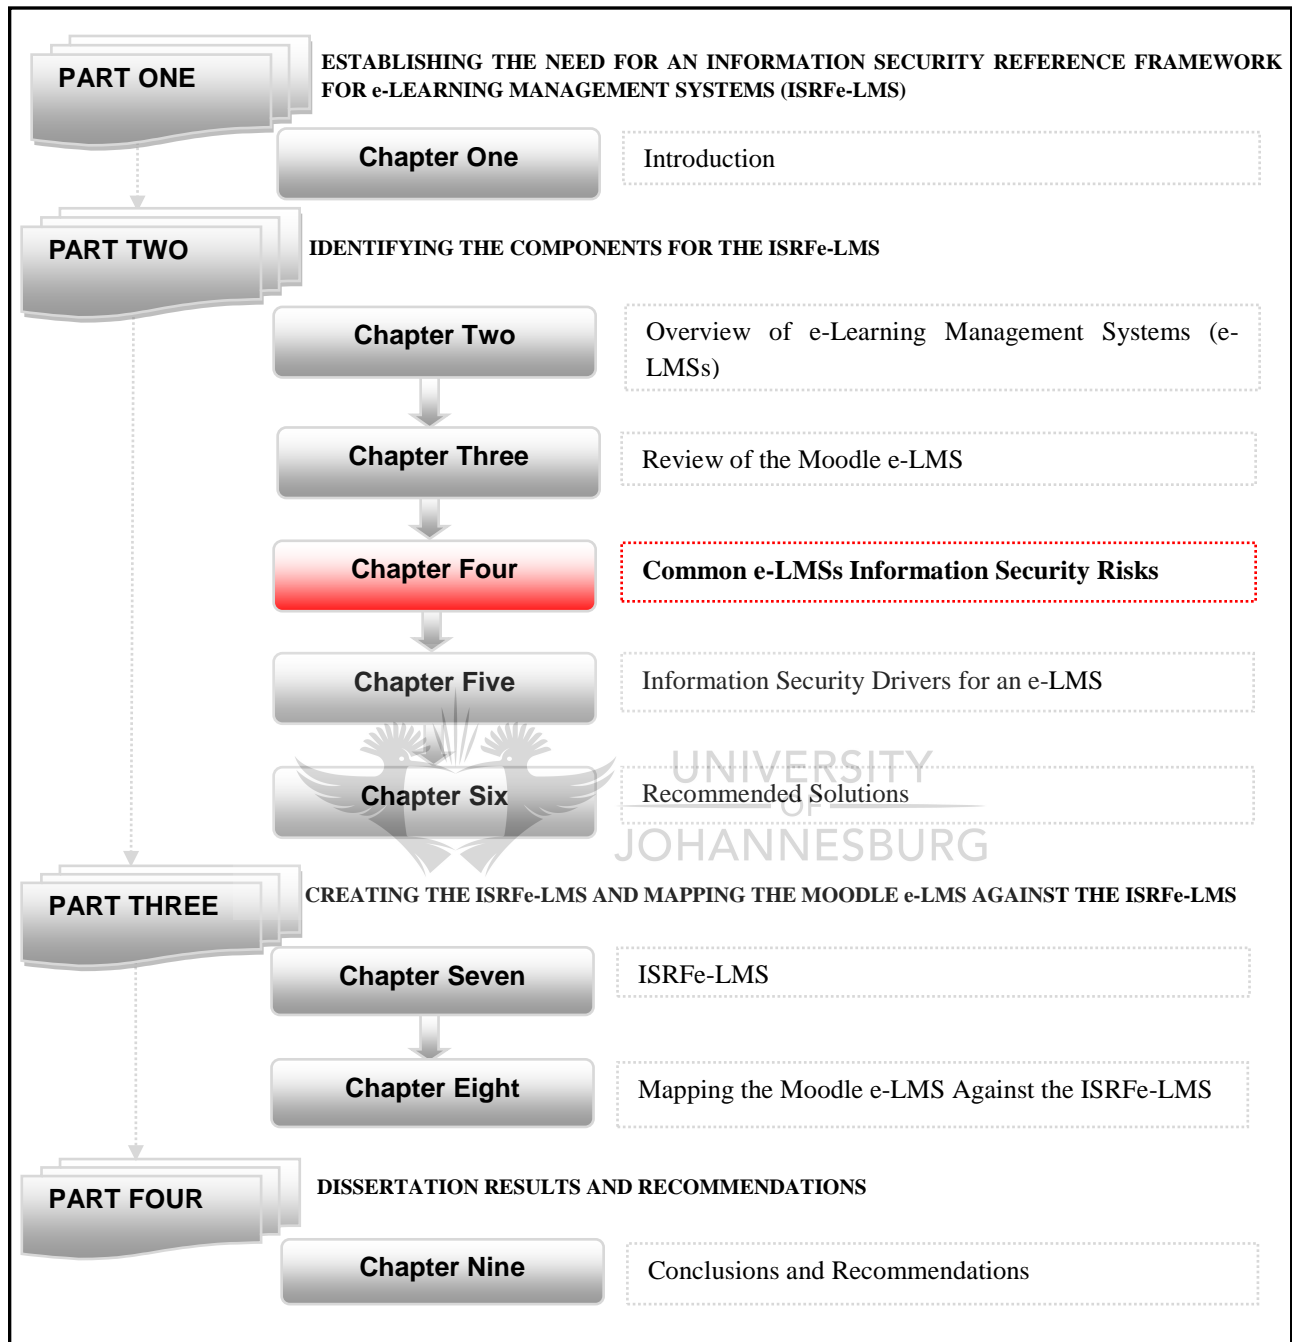 PART ONE
ESTABLISHING THE NEED FOR AN INFORMATION SECURITY REFERENCE FRAMEWORK
FOR e-LEARNING MANAGEMENT SYSTEMS (ISRFe-LMS)
Chapter One
Introduction
PART TWO
IDENTIFYING THE COMPONENTS FOR THE ISRFe-LMS
Chapter Two
Overview of e-Learning Management Systems (e-
LMSs)
Chapter Three
Review of the Moodle e-LMS
Chapter Four
Common e-LMSs Information Security Risks
Chapter Five
Information Security Drivers for an e-LMS
Chapter Six
Recommended Solutions
UNIVERSITY
OF
JOHANNESBURG
PART THREE
CREATING THE ISRFe-LMS AND MAPPING THE MOODLE e-LMS AGAINST THE ISRFe-LMS
Chapter Seven
ISRFe-LMS
Chapter Eight
Mapping the Moodle e-LMS Against the ISRFe-LMS
PART FOUR
DISSERTATION RESULTS AND RECOMMENDATIONS
Chapter Nine
Conclusions and Recommendations